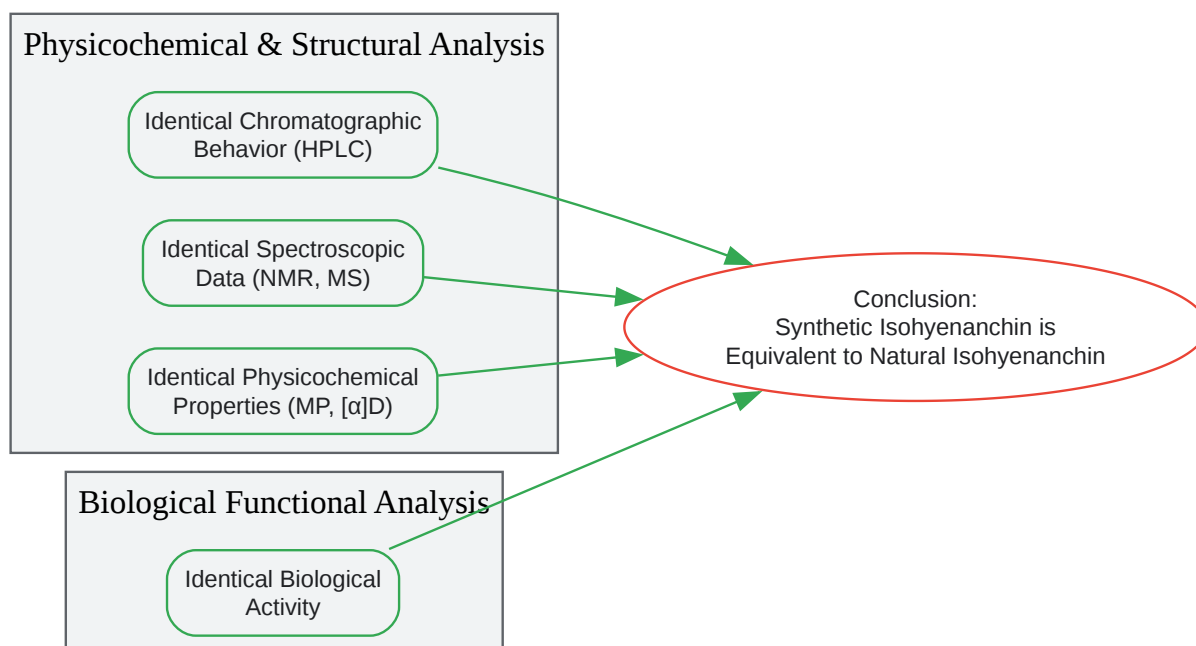 Physicochemical & Structural Analysis
Identical Chromatographic
Behavior (HPLC)
Identical Spectroscopic
Data (NMR, MS)
Identical Physicochemical
Properties (MP, [α]D)
Conclusion:
Synthetic Isohyenanchin is
Equivalent to Natural Isohyenanchin
Biological Functional Analysis
Identical Biological
Activity